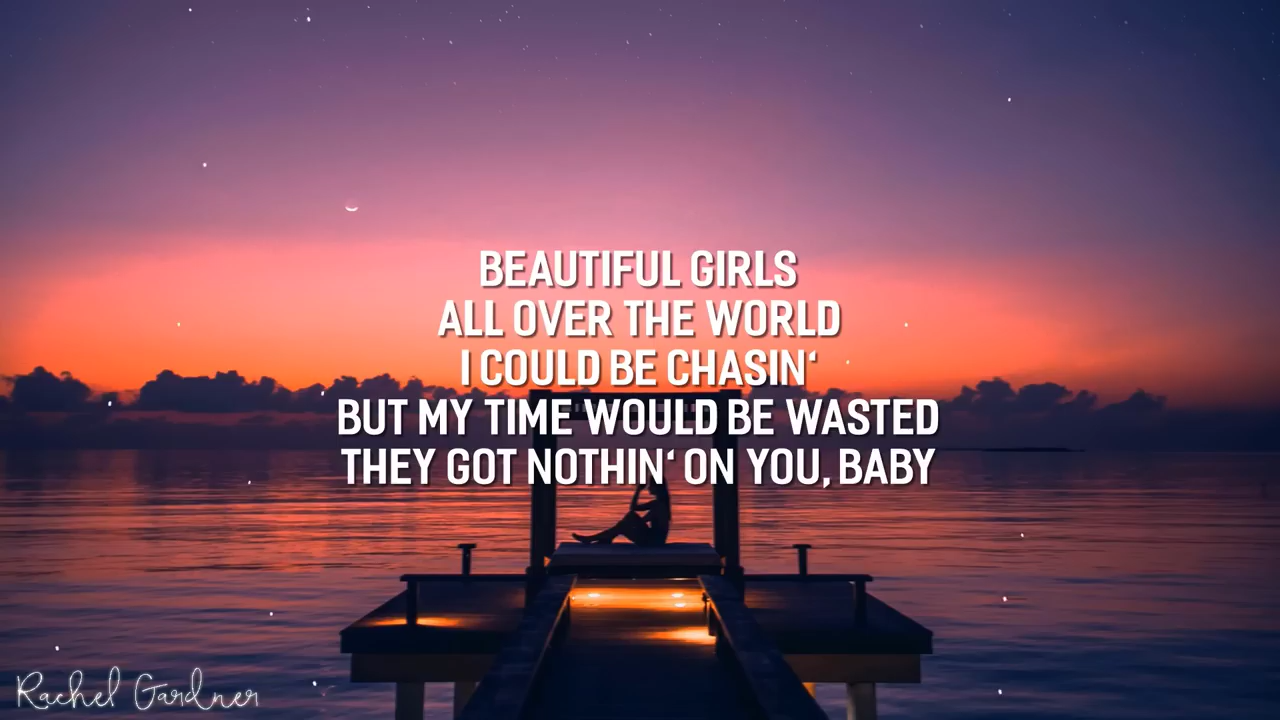 BEAUTIFUL GIRLS
ALL OVER THE WORLD
I COULD BE CHASIN‘
BUT MY TIME WOULD BE WASTED
THEY GOT NOTHIN‘ ON YOU, BABY
Rachel Gardner